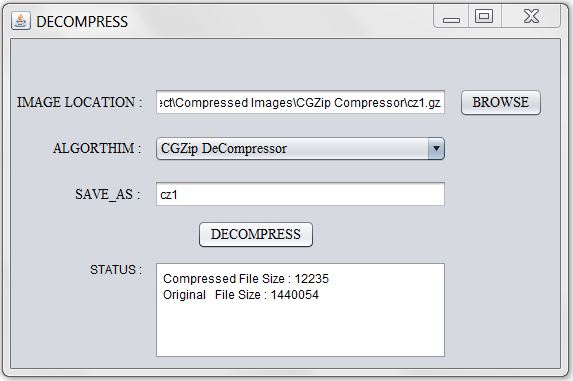 DECOMPRESS
IMAGE LOCATION : ect\Compressed Images\CGZip Compressor\cz1.gz BROWSE
ALGORTHIM : CGZip DeCompressor
SAVE_AS : cz1
DECOMPRESS
STATUS :
Compressed File Size : 12235
Original File Size : 1440054